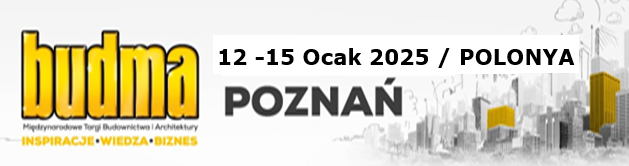 budma
Międzynarodowe Targi Budownictwa i Architektury
INSPIRACJE•WIEDZA•BIZNES
12 -15 Ocak 2025 / POLONYA
POZNAŃ